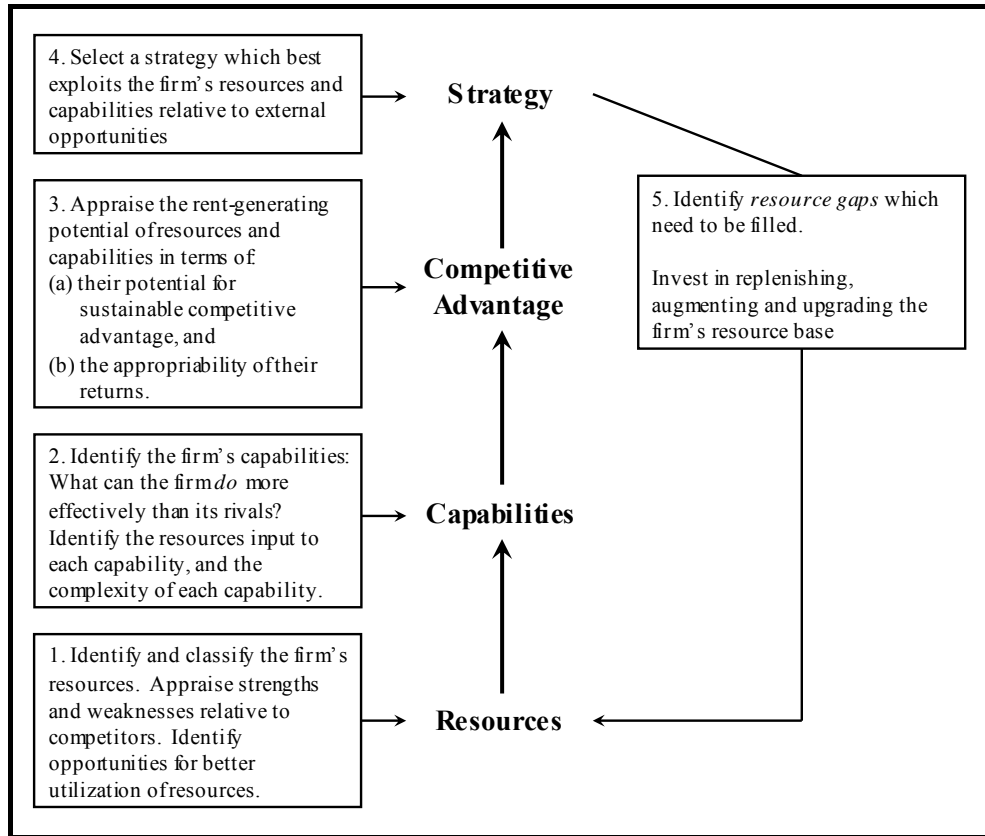 4. Select a strategy which best
exploits the firm's resources and
capabilities relative to external
opportunities
Strategy
3. Appraise the rent-generating
potential of resources and
capabilities in terms of:
(a) their potential for
sustainable competitive
advantage, and
(b) the appropriability of their
returns.
Competitive
Advantage
5. Identify resource gaps which
need to be filled.
Invest in replenishing,
augmenting and upgrading the
firm's resource base
2. Identify the firm's capabilities:
What can the firm do more
effectively than its rivals?
Identify the resources input to
each capability, and the
complexity of each capability.
Capabilities
1. Identify and classify the firm's
resources. Appraise strengths
and weaknesses relative to
competitors. Identify
opportunities for better
utilization of resources.
Resources